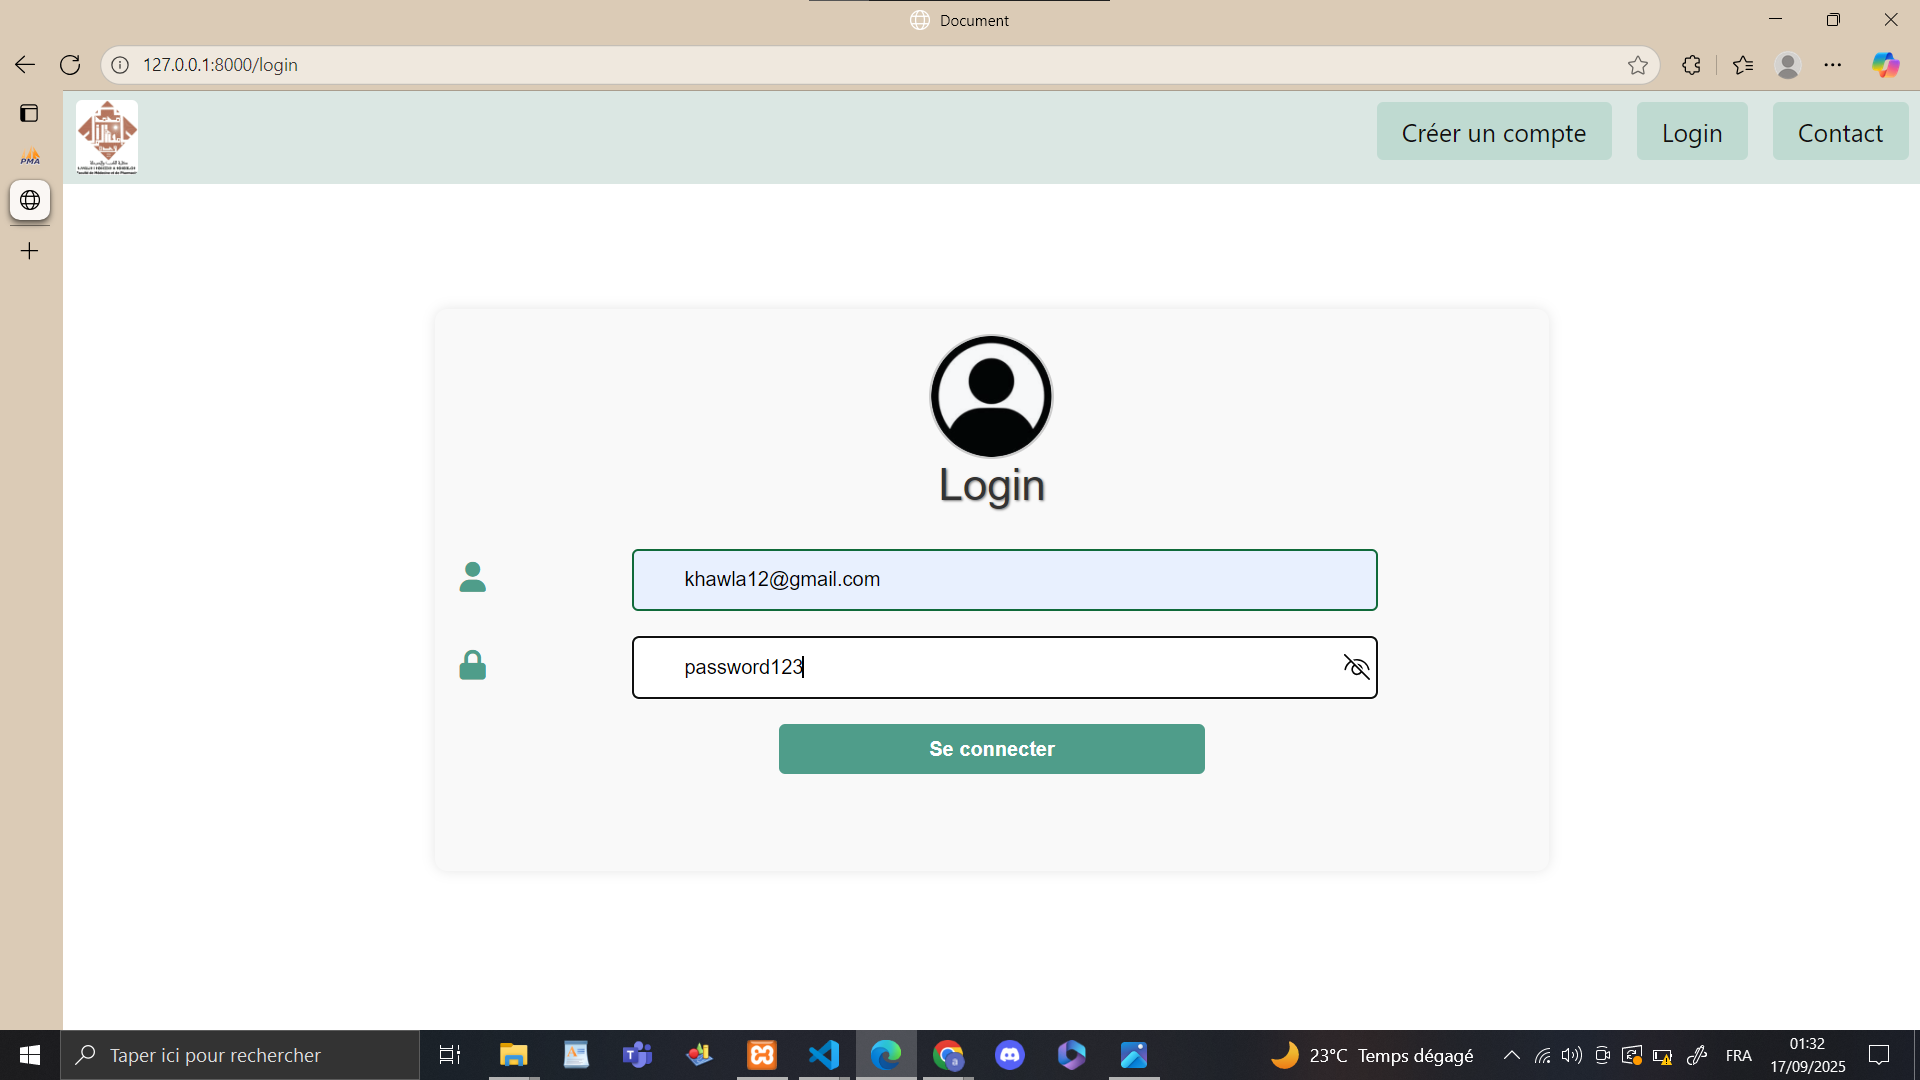 Document
127.0.0.1:8000/login
PMA
Créer un compte
Login
Contact
Login
khawla12@gmail.com
password123
Se connecter
Taper ici pour rechercher
23°C Temps dégagé
FRA
01:32
17/09/2025